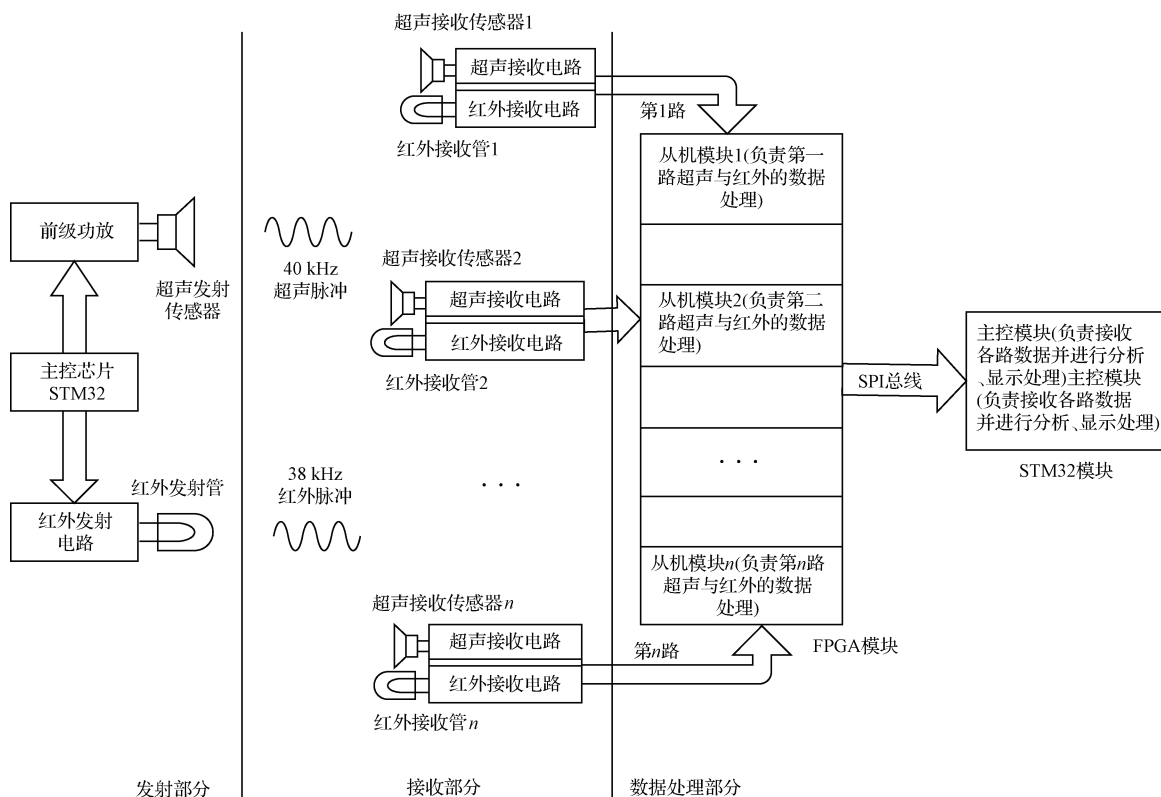 超声接收传感器1
超声接收电路
红外接收电路
红外接收管1
第1路
从机模块1(负责第一
路超声与红外的数据
处理)
前级功放
超声发射
传感器
主控芯片
STM32
红外发射管
红外发射
电路
40 kHz
超声脉冲
38 kHz
红外脉冲
超声接收传感器2
超声接收电路
红外接收电路
红外接收管2
从机模块2(负责第二
路超声与红外的数据
处理)
SPI总线
主控模块(负责接收
各路数据并进行分析
、显示处理)主控模块
(负责接收各路数据
并进行分析、显示处理)
STM32模块
· · ·
· · ·
从机模块n(负责第n路
超声与红外的数据
处理)
FPGA模块
超声接收传感器n
超声接收电路
红外接收电路
红外接收管n
第n路
发射部分
接收部分
数据处理部分